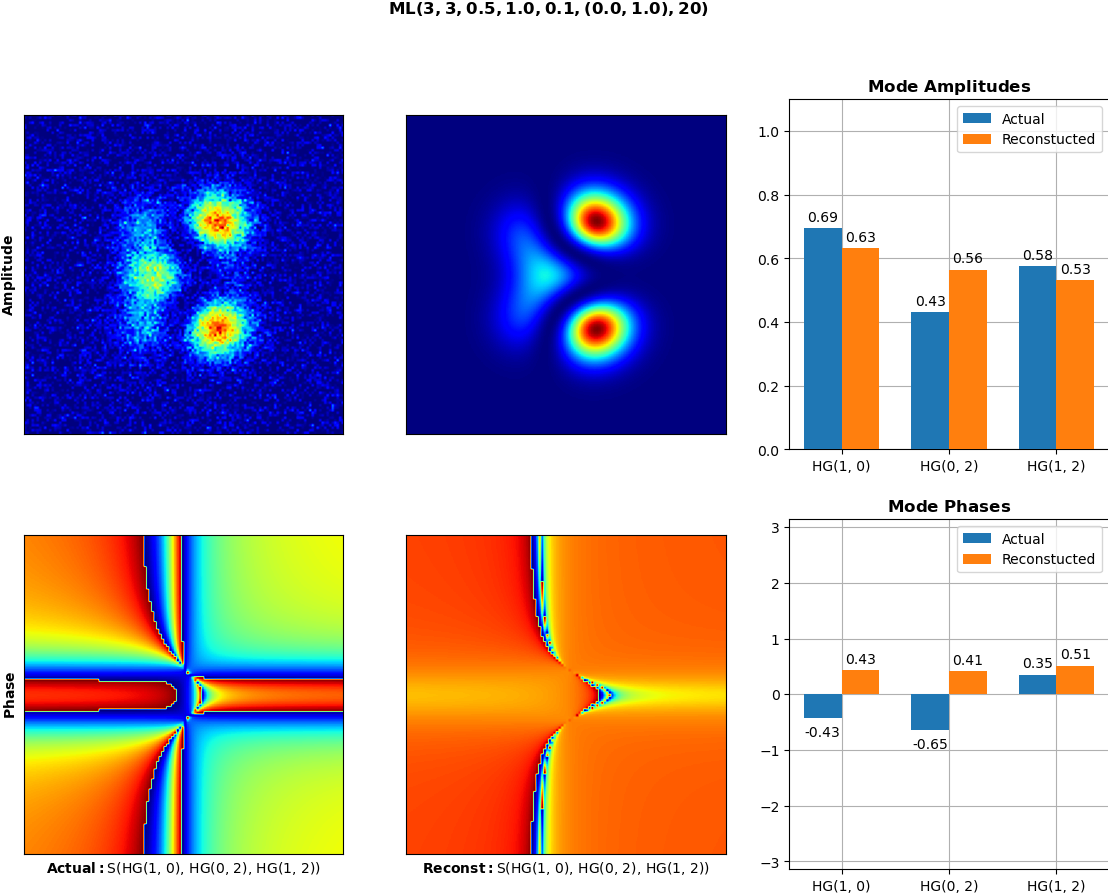 ML(3, 3, 0.5, 1.0, 0.1, (0.0, 1.0), 20)
Amplitude
Mode Amplitudes
Actual
Reconstucted
1.0
0.8
0.6
0.4
0.2
0.0
0.69
0.63
0.43
0.56
0.58
0.53
HG(1, 0)
HG(0, 2)
HG(1, 2)
Phase
Actual: S(HG(1, 0), HG(0, 2), HG(1, 2))
Reconst: S(HG(1, 0), HG(0, 2), HG(1, 2))
Mode Phases
Actual
Reconstucted
3
2
1
0
−1
−2
−3
-0.43
0.43
-0.65
0.41
0.35
0.51
HG(1, 0)
HG(0, 2)
HG(1, 2)